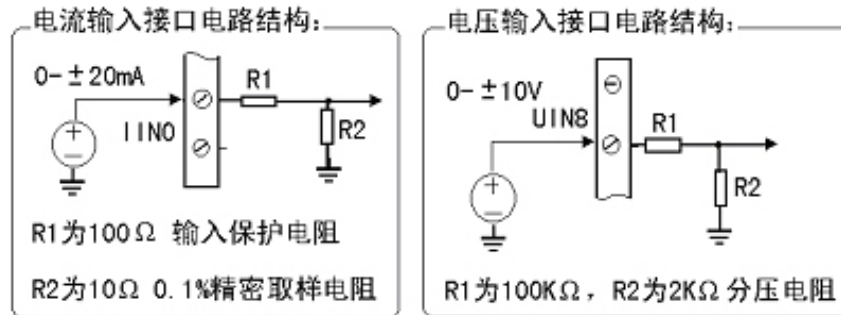 电流输入接口电路结构:
0-±20mA
R1
IIN0
R2
R1为100Ω 输入保护电阻
R2为10Ω 0.1%精密取样电阻
电压输入接口电路结构:
0-±10V
UIN8
R1
R2
R1为100KΩ，R2为2KΩ分压电阻